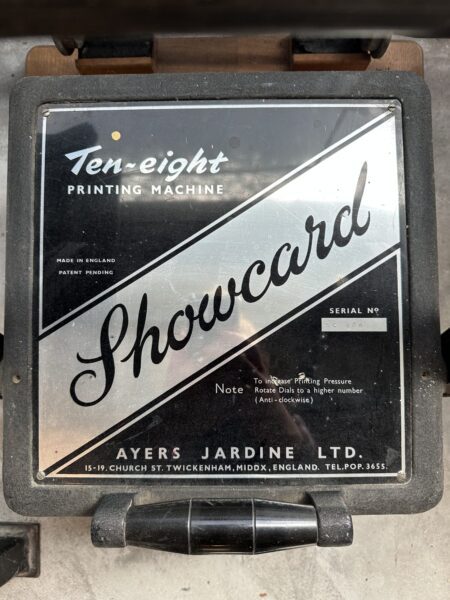 Ten-eight
PRINTING MACHINE
MADE IN ENGLAND
PATENT PENDING
Showcard
SERIAL Nº
Note
To increase Printing Pressure
Rotate Dials to a higher number
(Anti-clockwise)
AYERS JARDINE LTD.
15-19. CHURCH ST. TWICKENHAM, MIDDX, ENGLAND. TEL. POP. 3655.